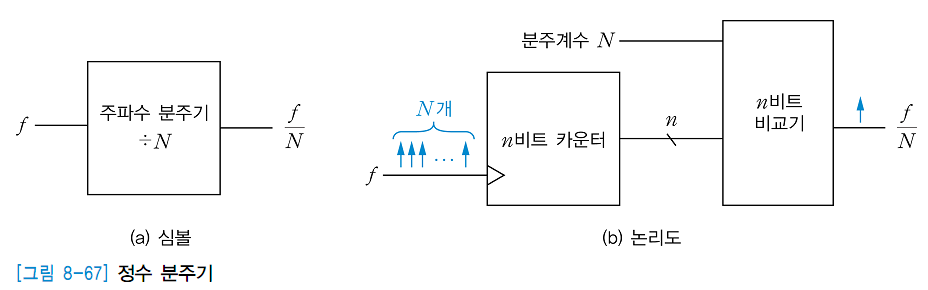 f
주파수 분주기
÷N
f/N
(a) 심볼
분주계수 N
N개
f
n비트 카운터
n
n비트
비교기
f/N
(b) 논리도
[그림 8-67] 정수 분주기